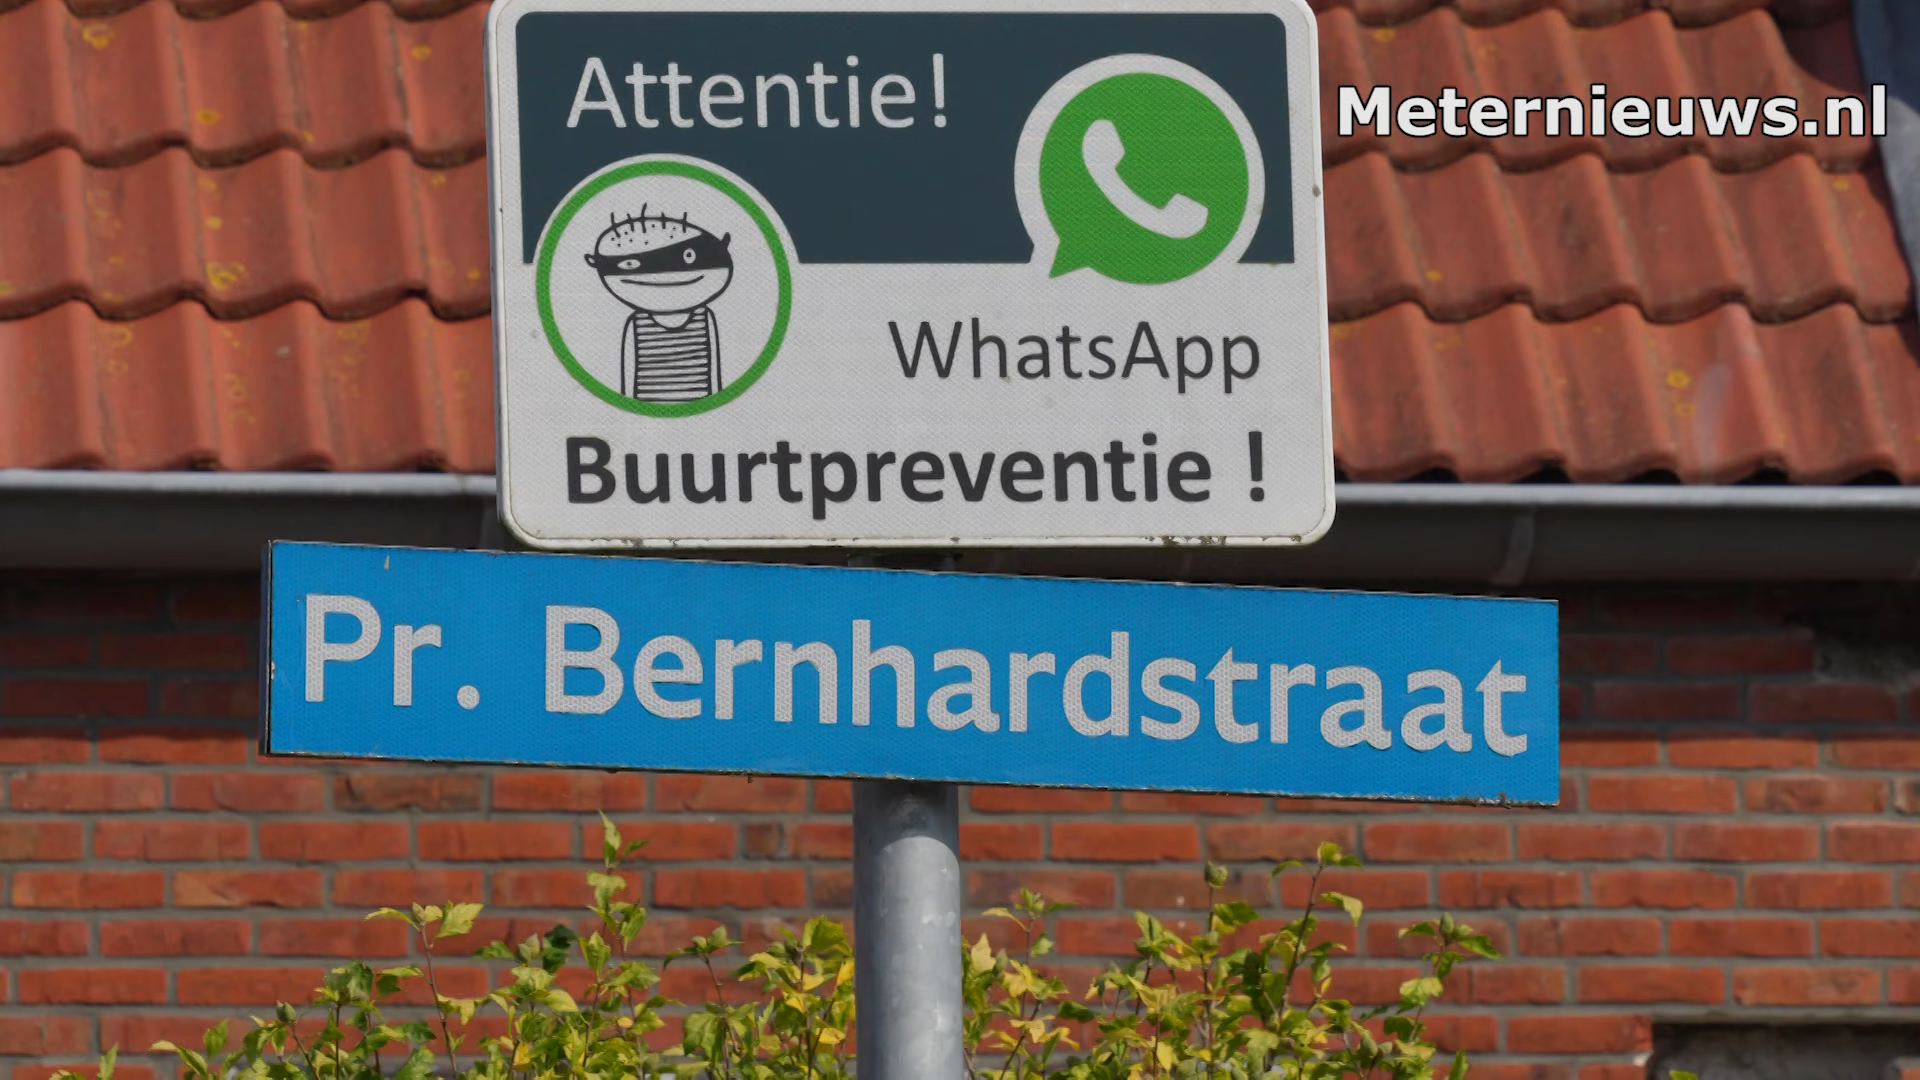 Attentie!
Meternieuws.nl
WhatsApp
Buurtpreventie !
Pr. Bernhardstraat